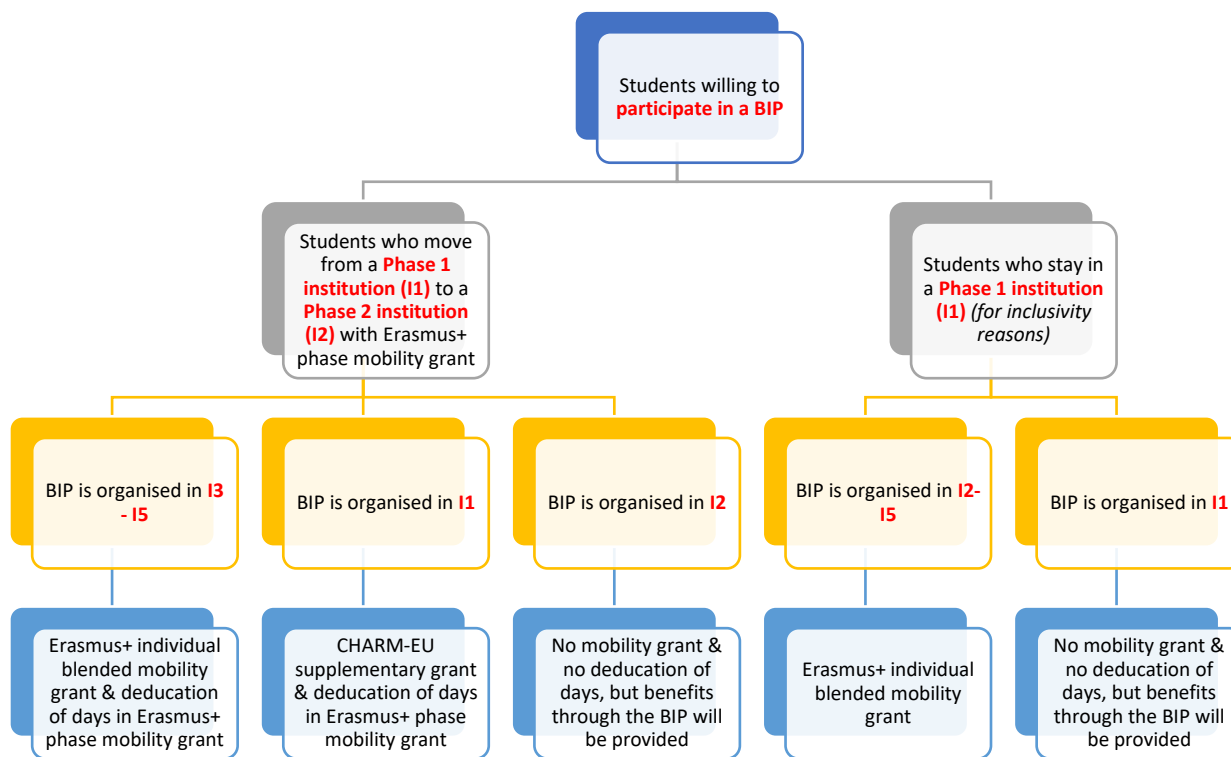 Students willing to
participate in a BIP
Students who move
from a Phase 1
institution (I1) to a
Phase 2 institution
(I2) with Erasmus+
phase mobility grant
Students who stay in
a Phase 1 institution
(I1) (for inclusivity
reasons)
BIP is organised in I3
- I5
BIP is organised in I1
BIP is organised in I2
BIP is organised in I2-
I5
BIP is organised in I1
Erasmus+ individual
blended mobility
grant & deducation
of days in Erasmus+
phase mobility grant
CHARM-EU
supplementary grant
& deducation of days
in Erasmus+ phase
mobility grant
No mobility grant &
no deducation of
days, but benefits
through the BIP will
be provided
Erasmus+ individual
blended mobility
grant
No mobility grant &
no deducation of
days, but benefits
through the BIP will
be provided